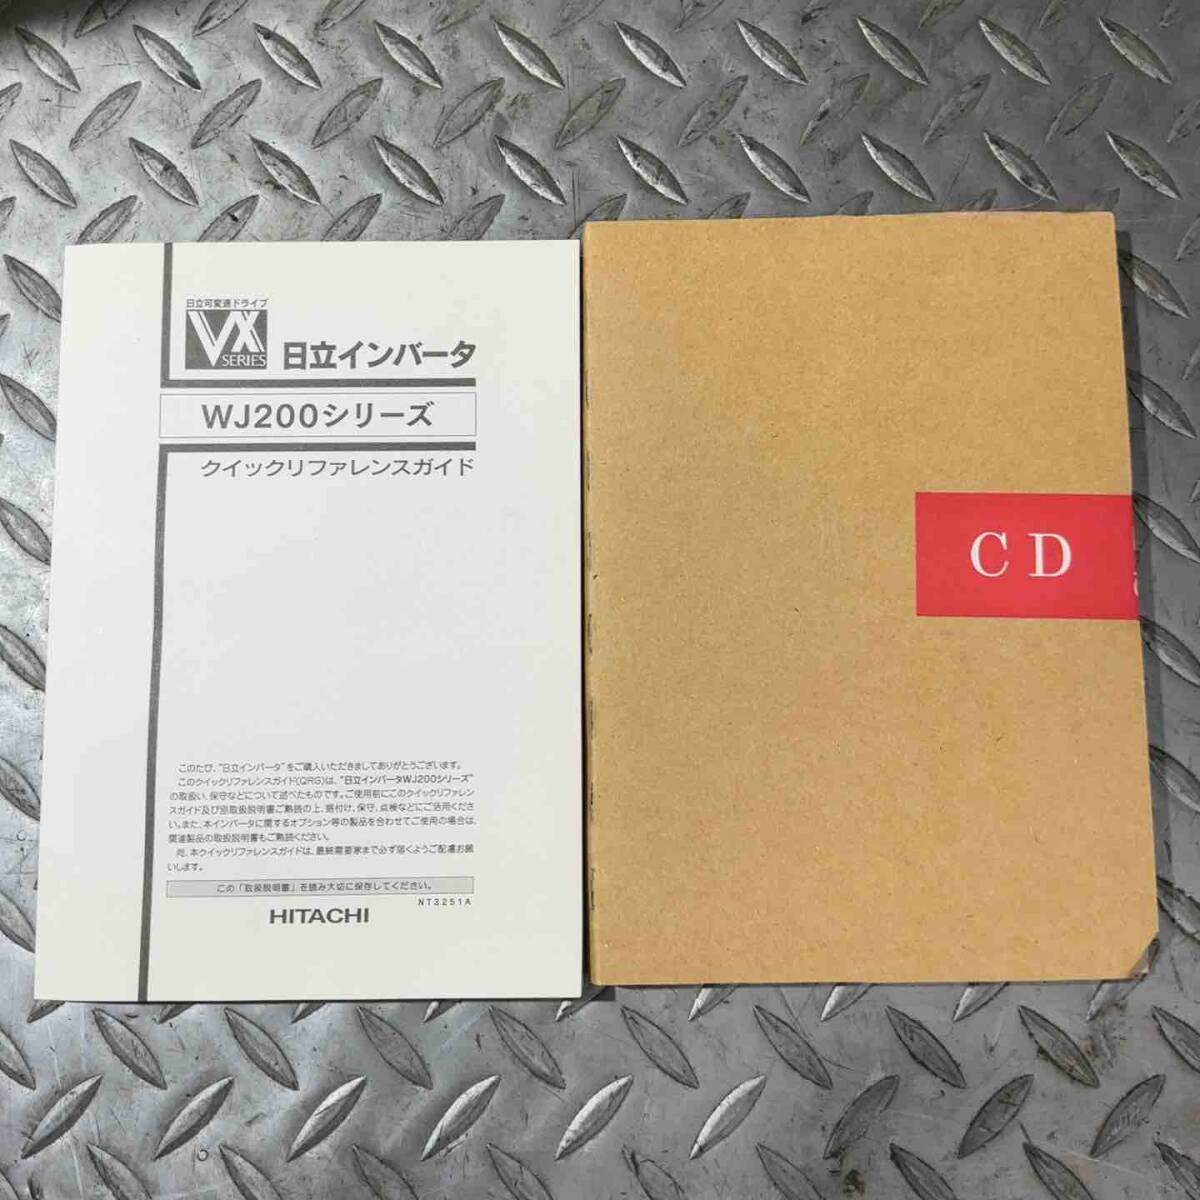 日立可変速ドライブ
VX
SERIES
日立インバータ
WJ200シリーズ
クイックリファレンスガイド
このたび、“日立インバータ”をご購入いただきましてありがとうございます。
このクイックリファレンスガイド(QRG)は、“日立インバータWJ200シリーズ”
の取扱い、保守などについて述べたものです。ご使用前にこのクイックリファレン
スガイド及び別取扱説明書ご熟読の上、据付け、保守、点検などにご活用くださ
い。また、本インバータに関するオプション等の製品を合わせてご使用の場合は、
関連製品の取扱説明書もご熟読ください。
尚、本クイックリファレンスガイドは、最終需要家まで必ず届くようご配慮お願
いします。
この「取扱説明書」を読み大切に保存してください。
NT3251A
HITACHI
CD